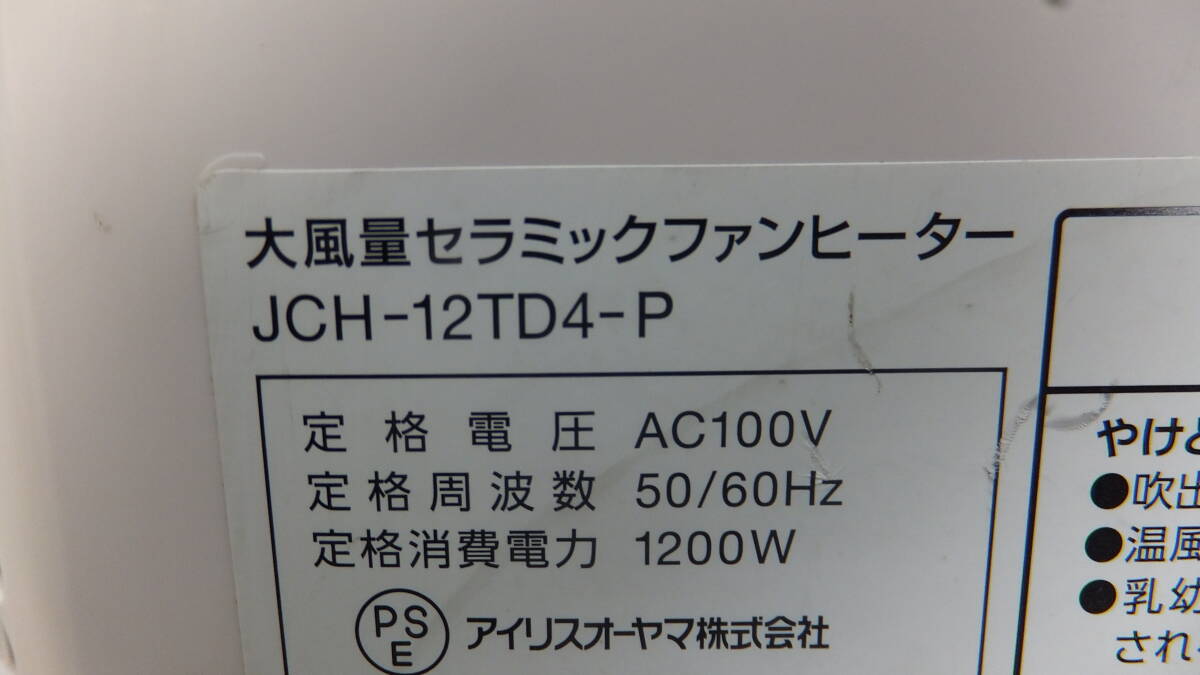 大風量セラミックファンヒーター
JCH-12TD4-P
定格電圧 AC100V
定格周波数 50/60Hz
定格消費電力 1200W
PSE アイリスオーヤマ株式会社
やけど
●吹出
●温風
●乳幼
され